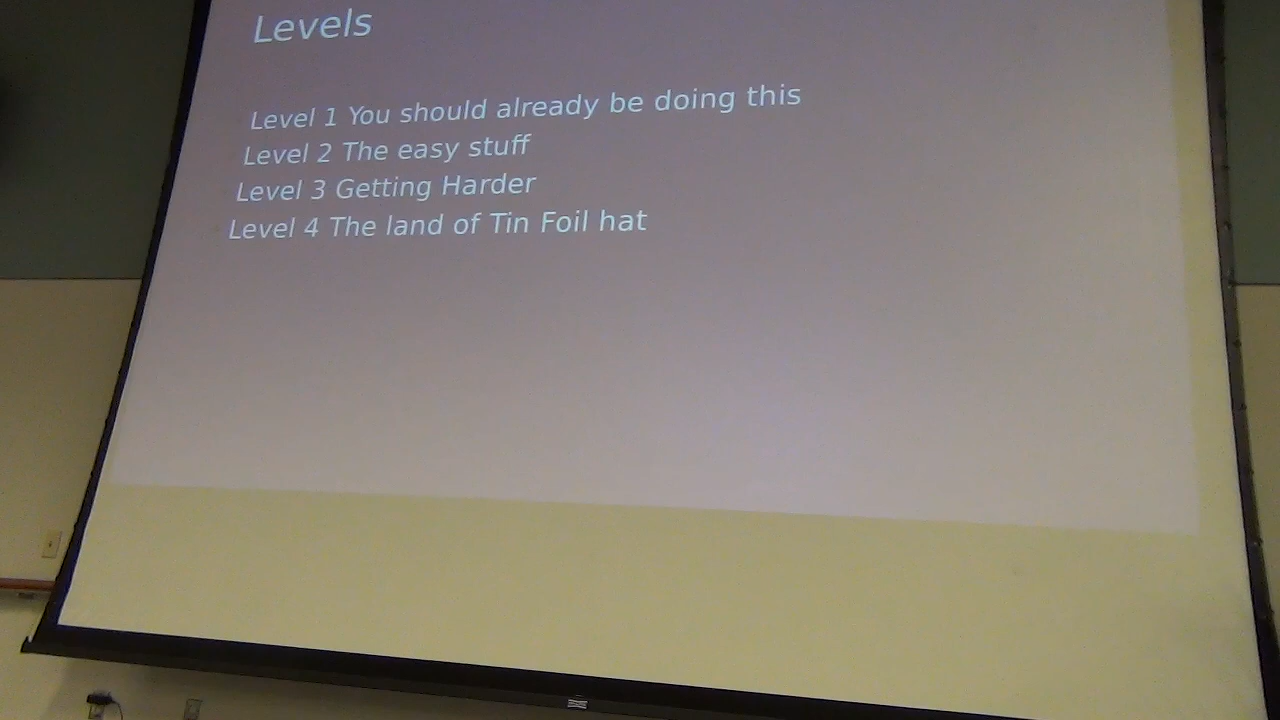 Levels
Level 1 You should already be doing this
Level 2 The easy stuff
Level 3 Getting Harder
Level 4 The land of Tin Foil hat